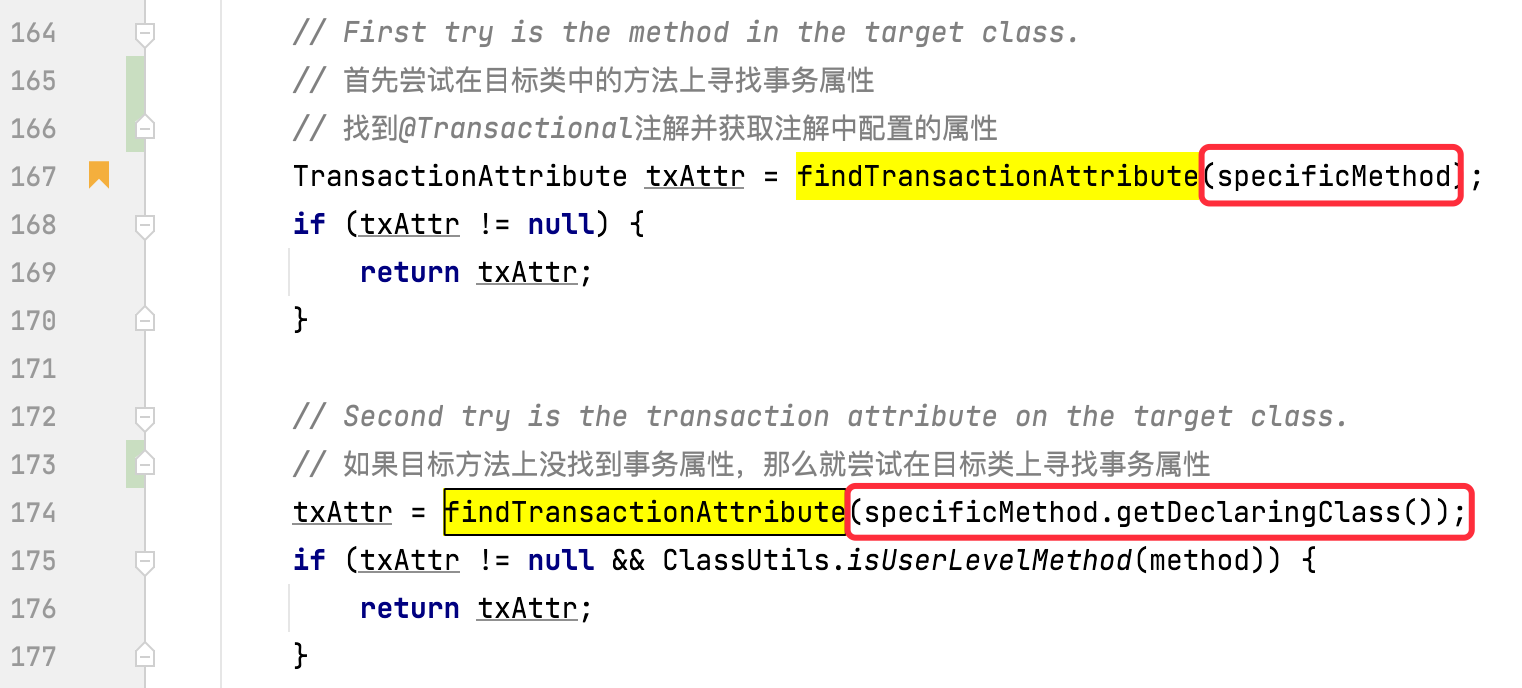 164 // First try is the method in the target class.
165 // 首先尝试在目标类中的方法上寻找事务属性
166 // 找到@Transactional注解并获取注解中配置的属性
167 TransactionAttribute txAttr = findTransactionAttribute(specificMethod);
168 if (txAttr != null) {
169 return txAttr;
170 }
171
172 // Second try is the transaction attribute on the target class.
173 // 如果目标方法上没找到事务属性，那么就尝试在目标类上寻找事务属性
174 txAttr = findTransactionAttribute(specificMethod.getDeclaringClass());
175 if (txAttr != null && ClassUtils.isUserLevelMethod(method)) {
176 return txAttr;
177 }